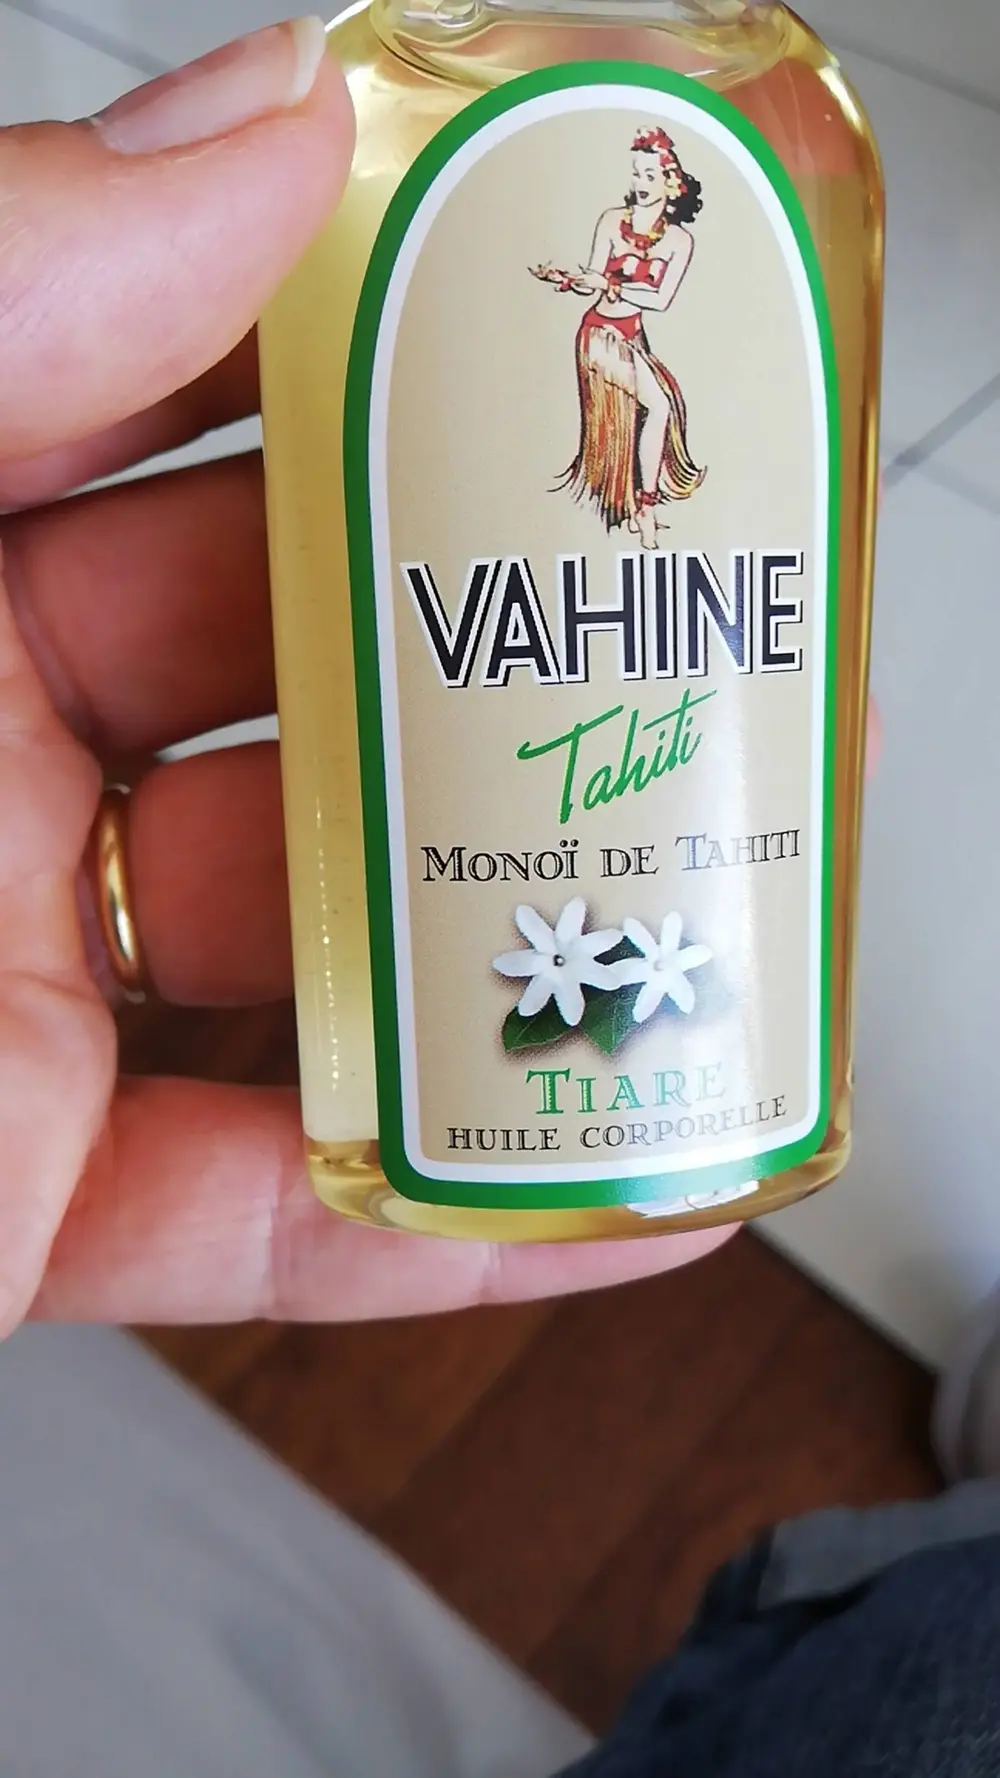 VAHINE
Tahiti
MONOÏ DE TAHITI
TIARE
HUILE CORPORELLE